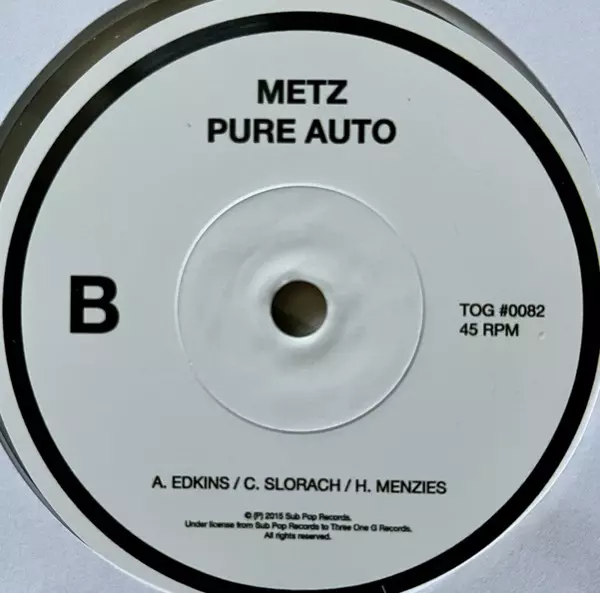 METZ
PURE AUTO
B
TOG #0082
45 RPM
A. EDKINS / C. SLORACH / H. MENZIES
© (P) 2015 Sub Pop Records.
Under license from Sub Pop Records to Three One G Records.
All rights reserved.